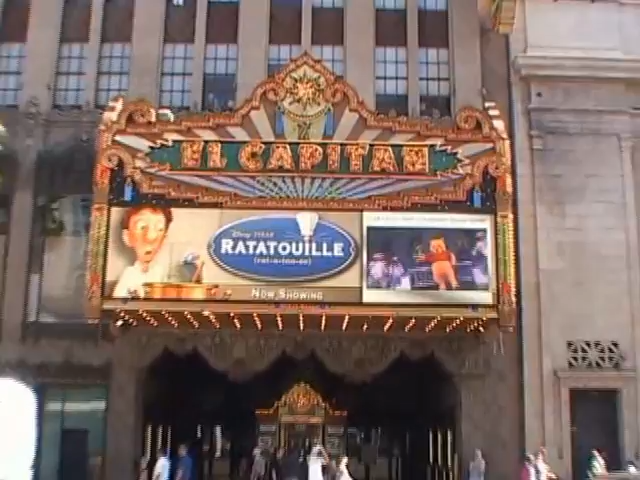 EL CAPITAN
Disney PIXAR
RATATOUILLE
(rat-a-too-ee)
NOW SHOWING